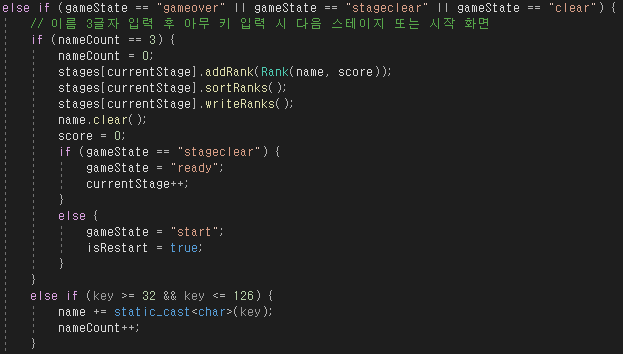 else if (gameState == "gameover" || gameState == "stageclear" || gameState == "clear") {
// 이름 3글자 입력 후 아무 키 입력 시 다음 스테이지 또는 시작 화면
if (nameCount == 3) {
nameCount = 0;
stages[currentStage].addRank(Rank(name, score));
stages[currentStage].sortRanks();
stages[currentStage].writeRanks();
name.clear();
score = 0;
if (gameState == "stageclear") {
gameState = "ready";
currentStage++;
}
else {
gameState = "start";
isRestart = true;
}
}
else if (key >= 32 && key <= 126) {
name += static_cast<char>(key);
nameCount++;
}